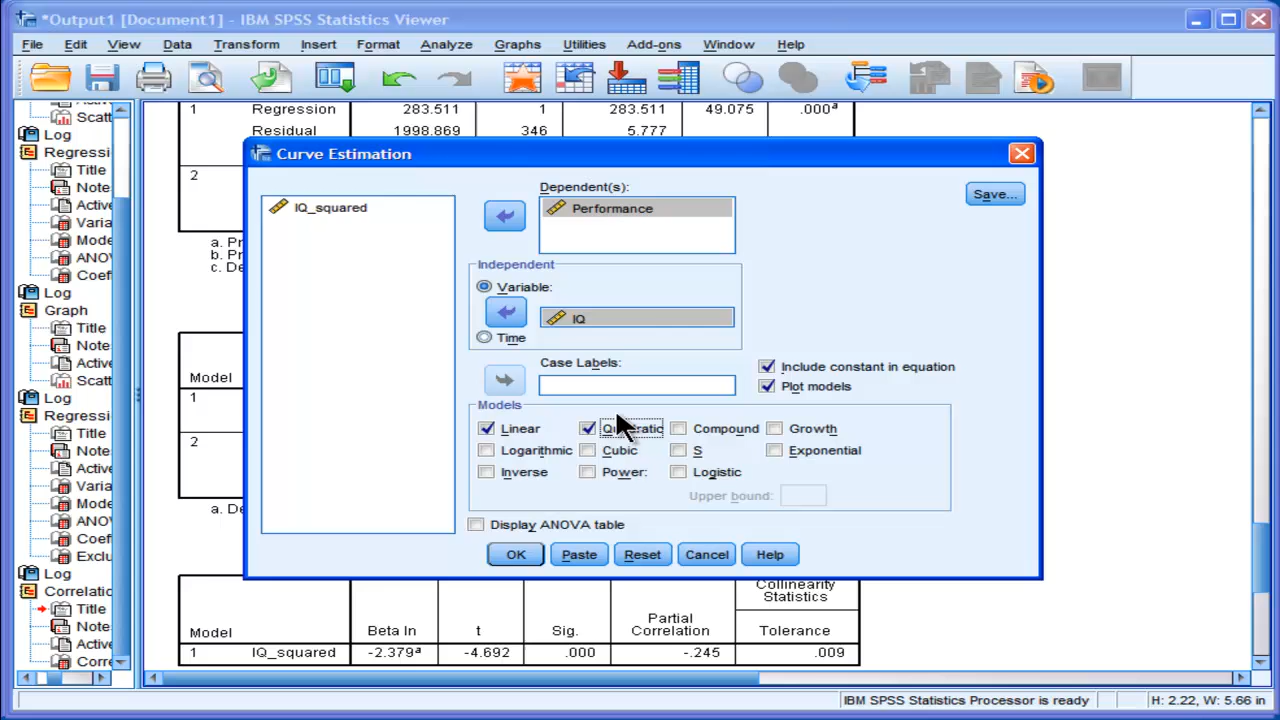 *Output1 [Document1] - IBM SPSS Statistics Viewer
File Edit View Data Transform Insert Format Graphs Analyze Utilities Add-ons Window Help
Scatt
Log
Regressi
Title
Notes
Active
Varia
Mode
ANO
Coef
Log
Graph
Title
Notes
Active
Scatt
Log
Regressi
Title
Notes
Active
Varia
Mode
ANO
Coef
Exclu
Log
Correlatio
Title
Notes
Active
Corre
1 Regression 283.511 1 283.511 49.075 .000ᵃ
Residual 1998.869 346 5.777
2
a. Pr
b. Pr
c. De
Model
1
2
a. De
Curve Estimation
IQ_squared
Dependent(s):
Performance
Save...
Independent
Variable:
IQ
Time
Case Labels:
Include constant in equation
Plot models
Models
Linear Compound Growth
Logarithmic Cubic S Exponential
Inverse Power: Logistic
Upper bound:
Display ANOVA table
OK Paste Reset Cancel Help
Collinearity
Statistics
Model Beta In t Sig. Partial Correlation Tolerance
1 IQ_squared -2.379ᵃ -4.692 .000 -.245 .009
IBM SPSS Statistics Processor is ready H: 2.22, W: 5.66 in